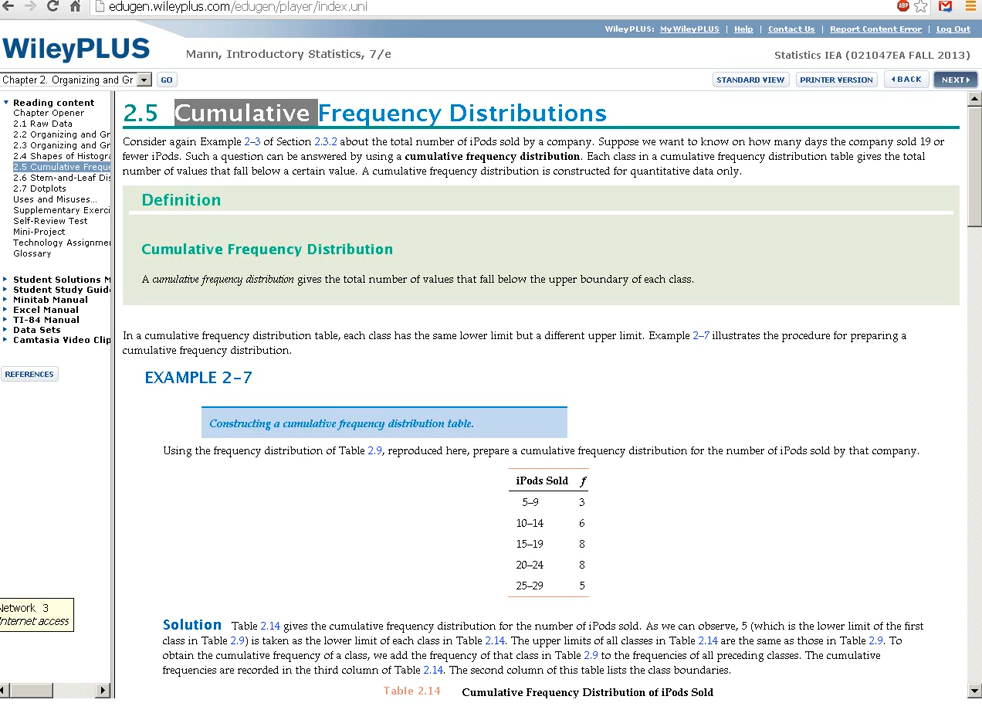 edugen.wileyplus.com/edugen/player/index.uni
ABP
WileyPLUS: MyWileyPLUS | Help | Contact Us | Report Content Error | Log Out
WileyPLUS
Mann, Introductory Statistics, 7/e
Statistics IEA (021047EA FALL 2013)
Chapter 2. Organizing and Gr
GO
STANDARD VIEW
PRINTER VERSION
BACK
NEXT
Reading content
Chapter Opener
2.1 Raw Data
2.2 Organizing and Gr
2.3 Organizing and Gr
2.4 Shapes of Histogra
2.5 Cumulative Freque
2.6 Stem-and-Leaf Dis
2.7 Dotplots
Uses and Misuses...
Supplementary Exerci
Self-Review Test
Mini-Project
Technology Assignmen
Glossary
Student Solutions M
Student Study Guide
Minitab Manual
Excel Manual
TI-84 Manual
Data Sets
Camtasia Video Clip
REFERENCES
Network 3
Internet access
2.5 Cumulative Frequency Distributions
Consider again Example 2–3 of Section 2.3.2 about the total number of iPods sold by a company. Suppose we want to know on how many days the company sold 19 or
fewer iPods. Such a question can be answered by using a cumulative frequency distribution. Each class in a cumulative frequency distribution table gives the total
number of values that fall below a certain value. A cumulative frequency distribution is constructed for quantitative data only.
Definition
Cumulative Frequency Distribution
A cumulative frequency distribution gives the total number of values that fall below the upper boundary of each class.
In a cumulative frequency distribution table, each class has the same lower limit but a different upper limit. Example 2–7 illustrates the procedure for preparing a
cumulative frequency distribution.
EXAMPLE 2–7
Constructing a cumulative frequency distribution table.
Using the frequency distribution of Table 2.9, reproduced here, prepare a cumulative frequency distribution for the number of iPods sold by that company.
iPods Sold f
5–9 3
10–14 6
15–19 8
20–24 8
25–29 5
Solution Table 2.14 gives the cumulative frequency distribution for the number of iPods sold. As we can observe, 5 (which is the lower limit of the first
class in Table 2.9) is taken as the lower limit of each class in Table 2.14. The upper limits of all classes in Table 2.14 are the same as those in Table 2.9. To
obtain the cumulative frequency of a class, we add the frequency of that class in Table 2.9 to the frequencies of all preceding classes. The cumulative
frequencies are recorded in the third column of Table 2.14. The second column of this table lists the class boundaries.
Table 2.14 Cumulative Frequency Distribution of iPods Sold